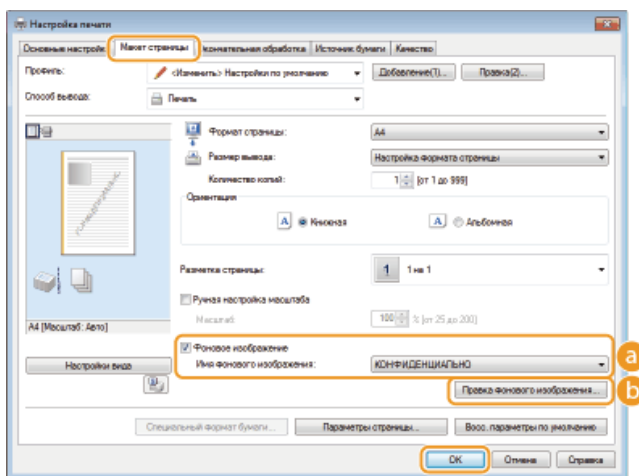 Настройка печати
Основные настройки Макет страницы Окончательная обработка Источник бумаги Качество
Профиль: <Изменить> Настройки по умолчанию Добавление(1)... Правка(2)...
Способ вывода: Печать
Формат страницы: A4
Размер вывода: Настройка формата страницы
Количество копий: 1 [от 1 до 999]
Ориентация
A Книжная A Альбомная
КОНФИДЕНЦИАЛЬНО
Разметка страницы: 1 1 на 1
Ручная настройка масштаба
Масштаб: 100 % [от 25 до 200]
A4 [Масштаб: Авто]
Фоновое изображение a
Настройки вида Имя фонового изображения: КОНФИДЕНЦИАЛЬНО
Правка фонового изображения... b
Специальный формат бумаги... Параметры страницы... Восс. параметры по умолчанию
OK Отмена Справка